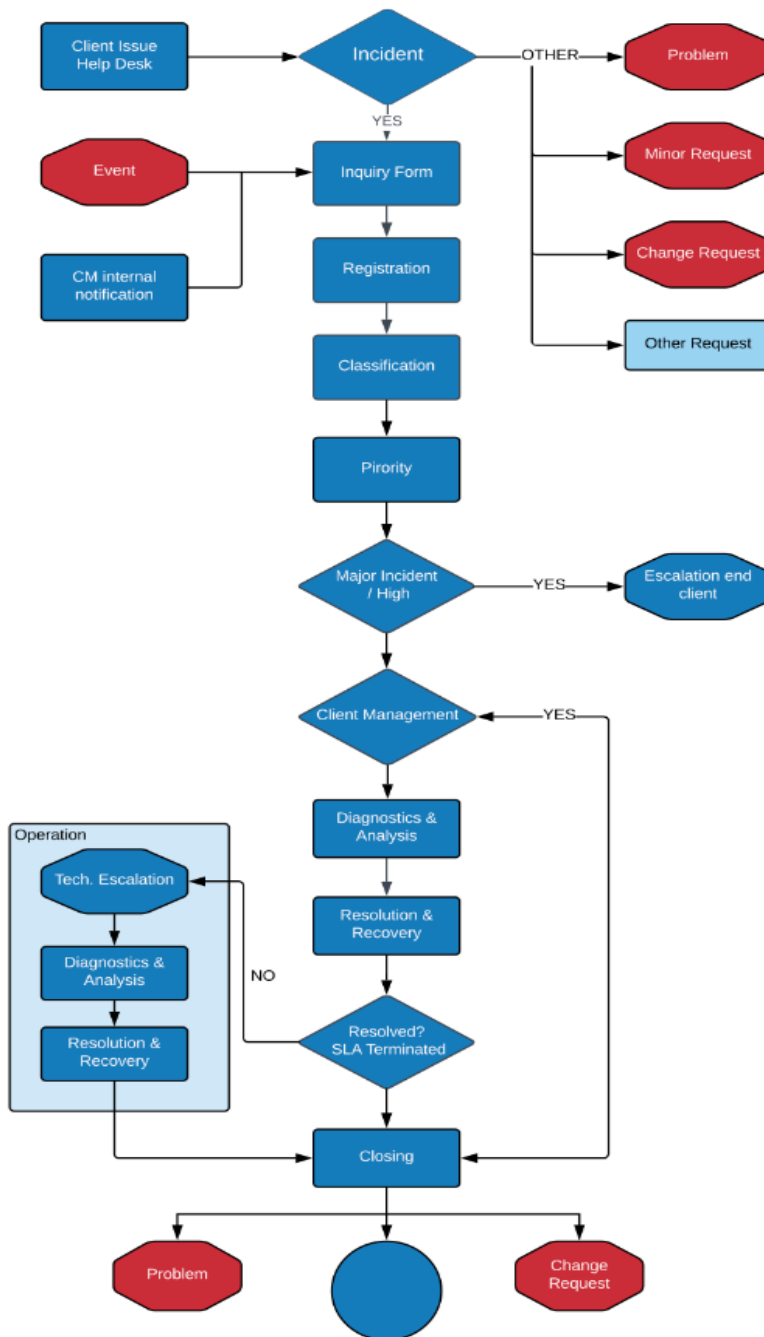 Client Issue
Help Desk
Incident
OTHER
Problem
YES
Minor Request
Event
Inquiry Form
Change Request
Registration
CM internal
notification
Other Request
Classification
Pirority
Major Incident
/ High
YES
Escalation end
client
Client Management
YES
Diagnostics &
Analysis
Operation
Tech. Escalation
Resolution &
Recovery
Diagnostics &
Analysis
NO
Resolved?
SLA Terminated
Resolution &
Recovery
Closing
Problem
Change
Request